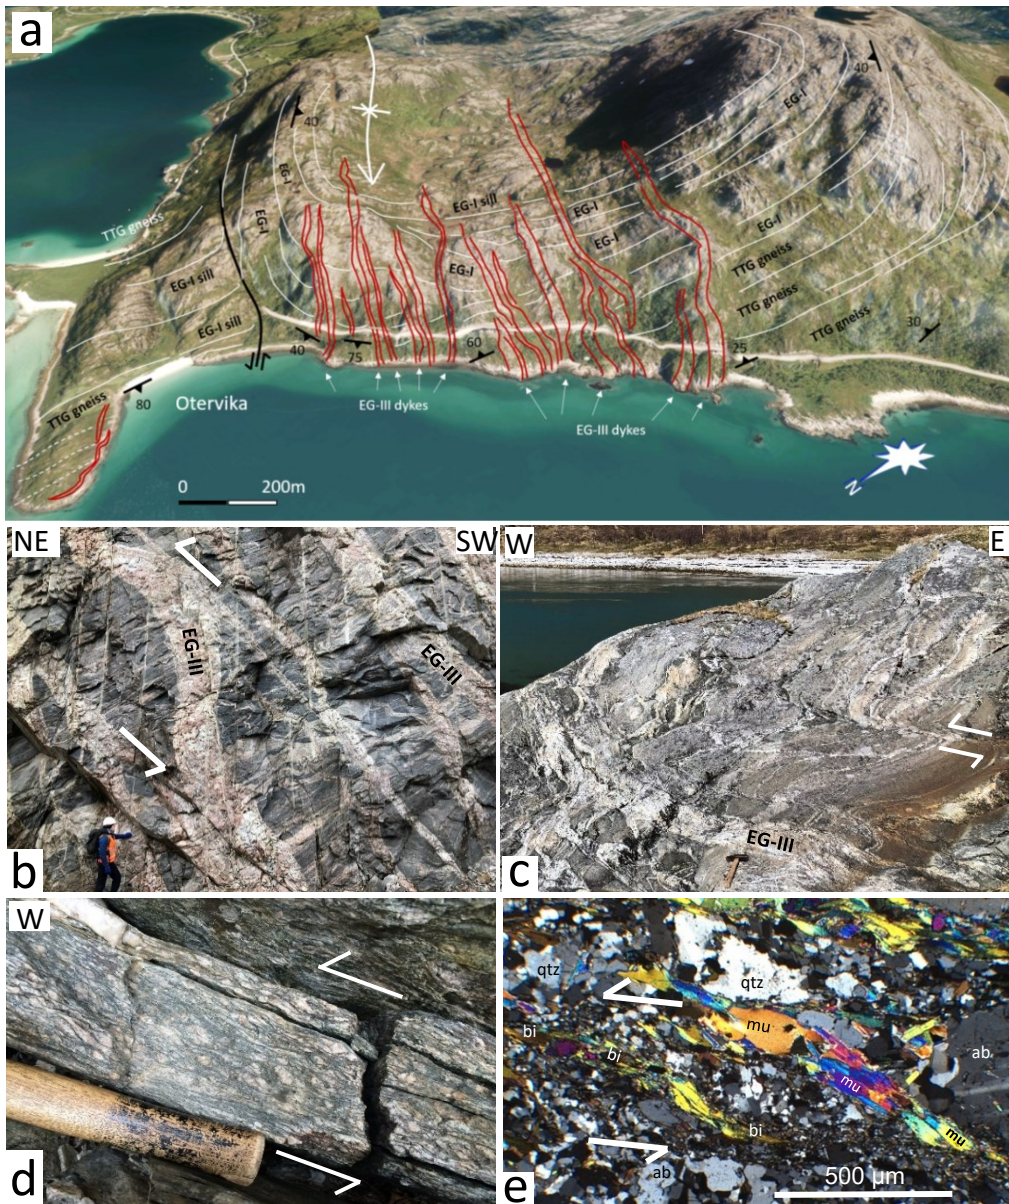 a
40
40
EG-I
EG-I
EG-I sill
EG-I
EG-I
TTG gneiss
EG-I
EG-I
EG-I
EG-I sill
TTG gneiss
EG-I sill
TTG gneiss
TTG gneiss
30
40
75
60
25
TTG gneiss
80
Otervika
EG-III dykes
EG-III dykes
0 200m
N
NE
SW
EG-III
EG-III
b
W
E
EG-III
c
W
d
qtz
qtz
bi
mu
bi
mu
ab
bi
mu
ab
500 µm
e